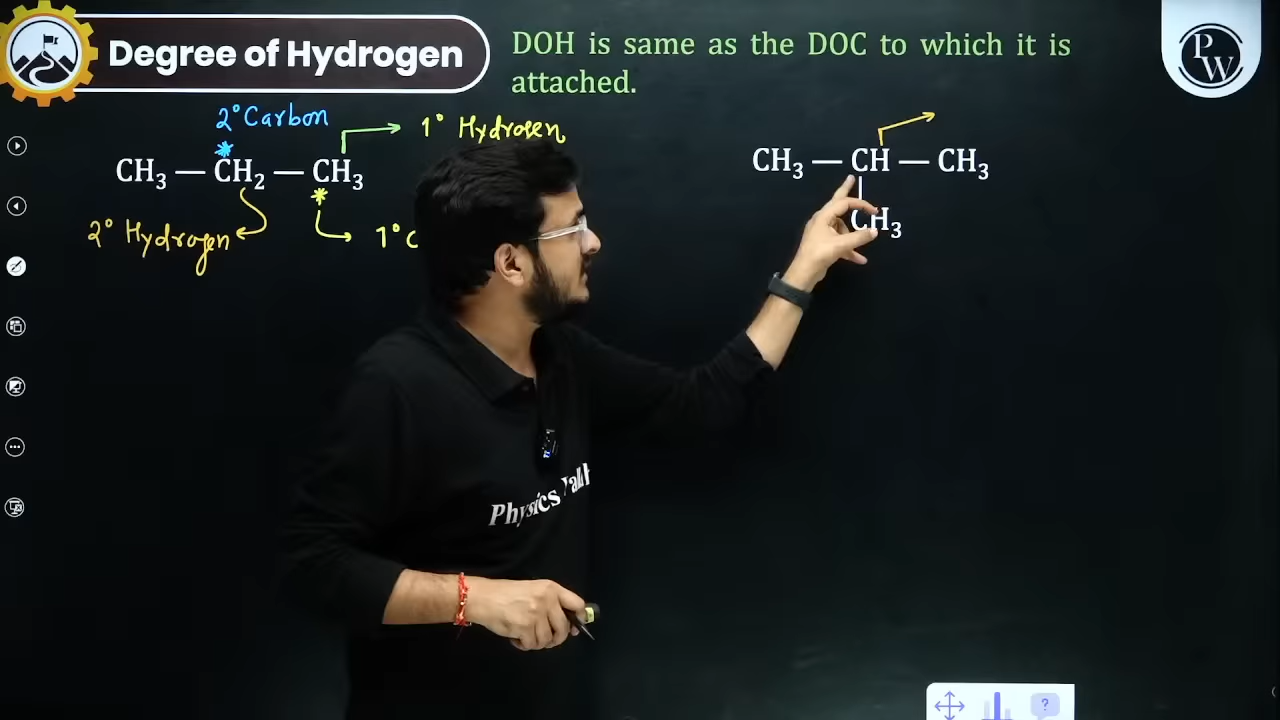 Degree of Hydrogen
DOH is same as the DOC to which it is
attached.
2° Carbon
1° Hydrogen
CH₃ — CH₂ — CH₃
2° Hydrogen
1° C
CH₃ — CH — CH₃
CH₃
PW
Physics
?